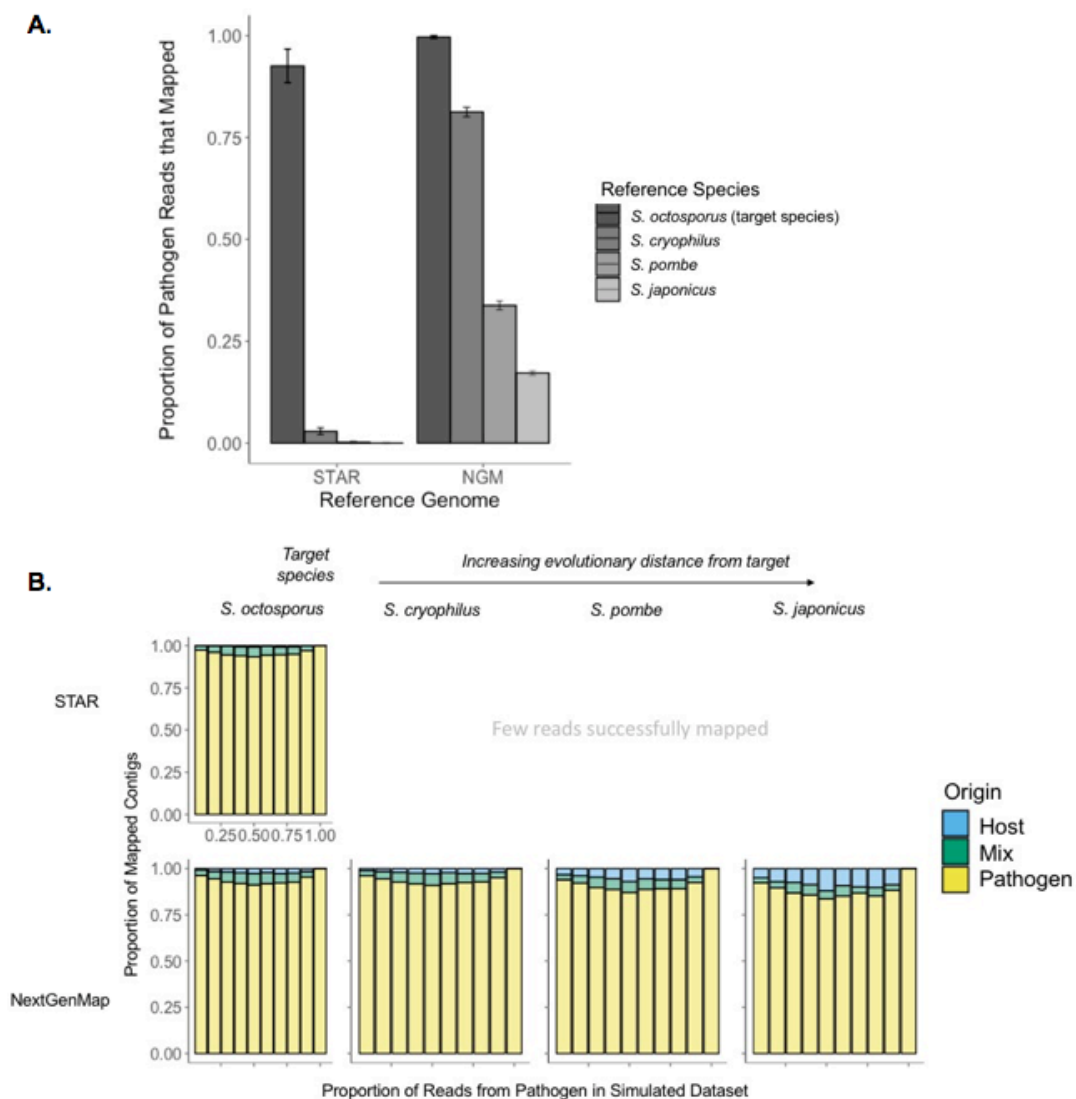 A.
Proportion of Pathogen Reads that Mapped
1.00
0.75
0.50
0.25
0.00
STAR
NGM
Reference Genome
Reference Species
S. octosporus (target species)
S. cryophilus
S. pombe
S. japonicus
B.
Target species
Increasing evolutionary distance from target
S. octosporus
S. cryophilus
S. pombe
S. japonicus
STAR
Proportion of Mapped Contigs
1.00
0.75
0.50
0.25
0.00
0.25 0.50 0.75 1.00
Few reads successfully mapped
Origin
Host
Mix
Pathogen
NextGenMap
1.00
0.75
0.50
0.25
0.00
Proportion of Reads from Pathogen in Simulated Dataset